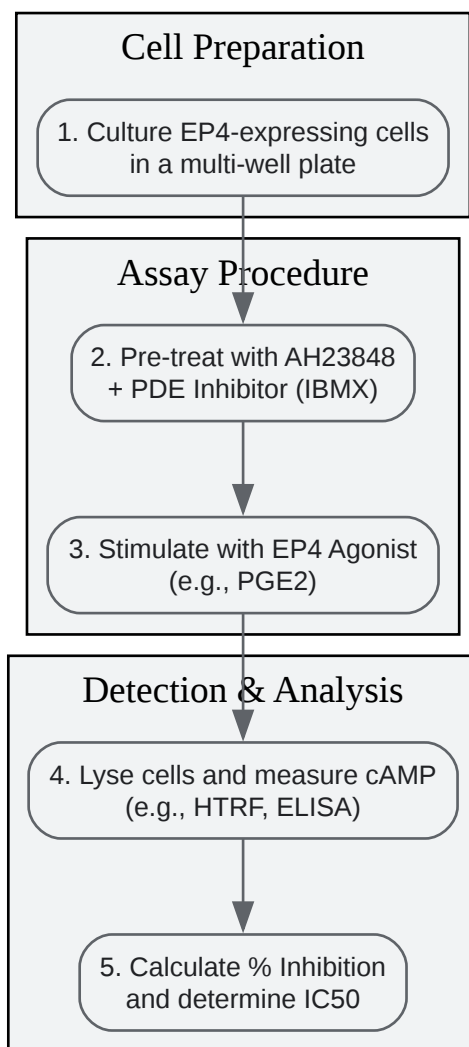 Cell Preparation
1. Culture EP4-expressing cells
in a multi-well plate
Assay Procedure
2. Pre-treat with AH23848
+ PDE Inhibitor (IBMX)
3. Stimulate with EP4 Agonist
(e.g., PGE2)
Detection & Analysis
4. Lyse cells and measure cAMP
(e.g., HTRF, ELISA)
5. Calculate % Inhibition
and determine IC50